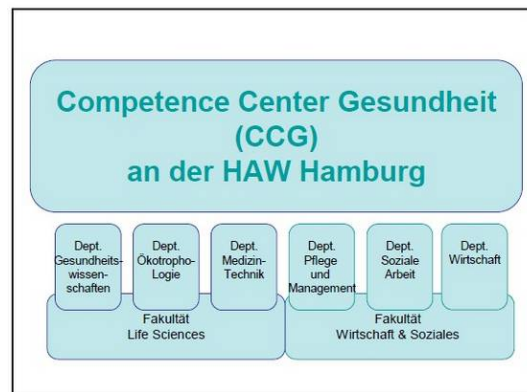 Competence Center Gesundheit
(CCG)
an der HAW Hamburg
Dept.
Gesundheits-
wissen-
schaften
Dept.
Ökotropho-
Logie
Dept.
Medizin-
Technik
Dept.
Pflege
und
Management
Dept.
Soziale
Arbeit
Dept.
Wirtschaft
Fakultät
Life Sciences
Fakultät
Wirtschaft & Soziales